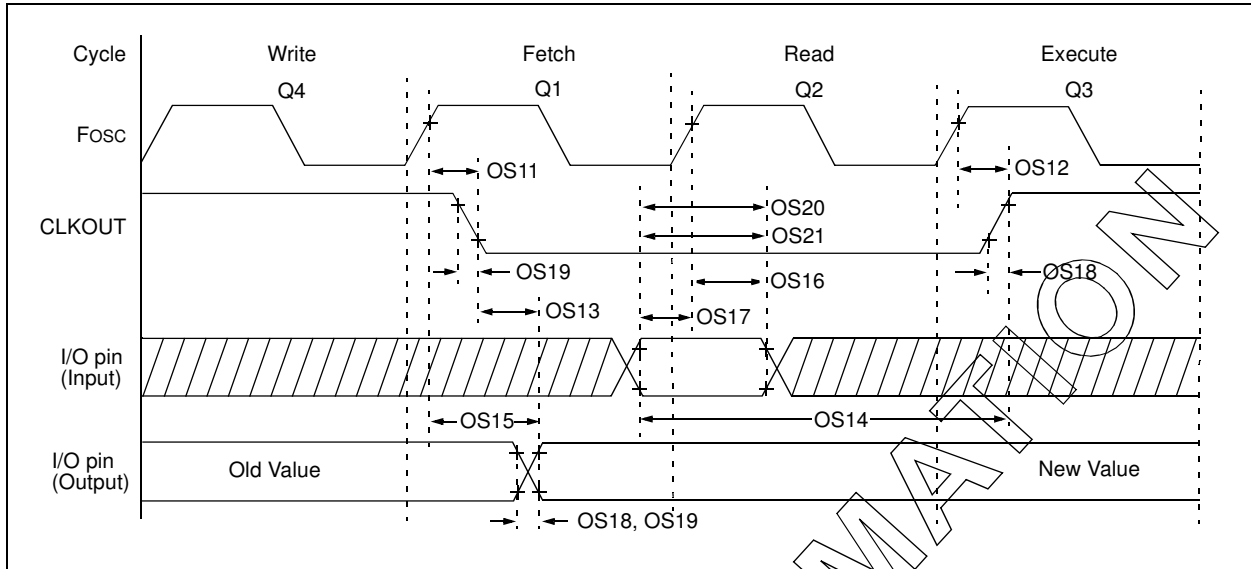 Cycle Write Fetch Read Execute
Q4 Q1 Q2 Q3
FOSC
OS11 OS12
CLKOUT
OS20
OS21
OS19 OS16 OS18
OS13 OS17
I/O pin
(Input)
OS15 OS14
I/O pin
(Output)
Old Value New Value
OS18, OS19
MATION